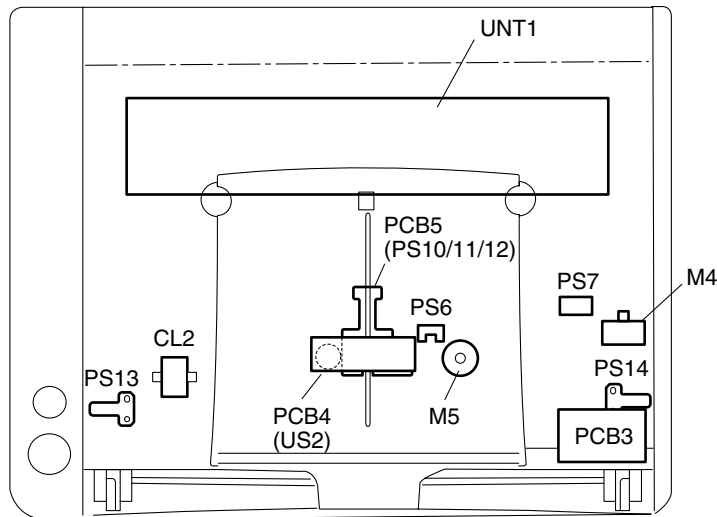 UNT1
PCB5
(PS10/11/12)
PS7
M4
PS6
CL2
PS13
PS14
PCB4
(US2)
M5
PCB3